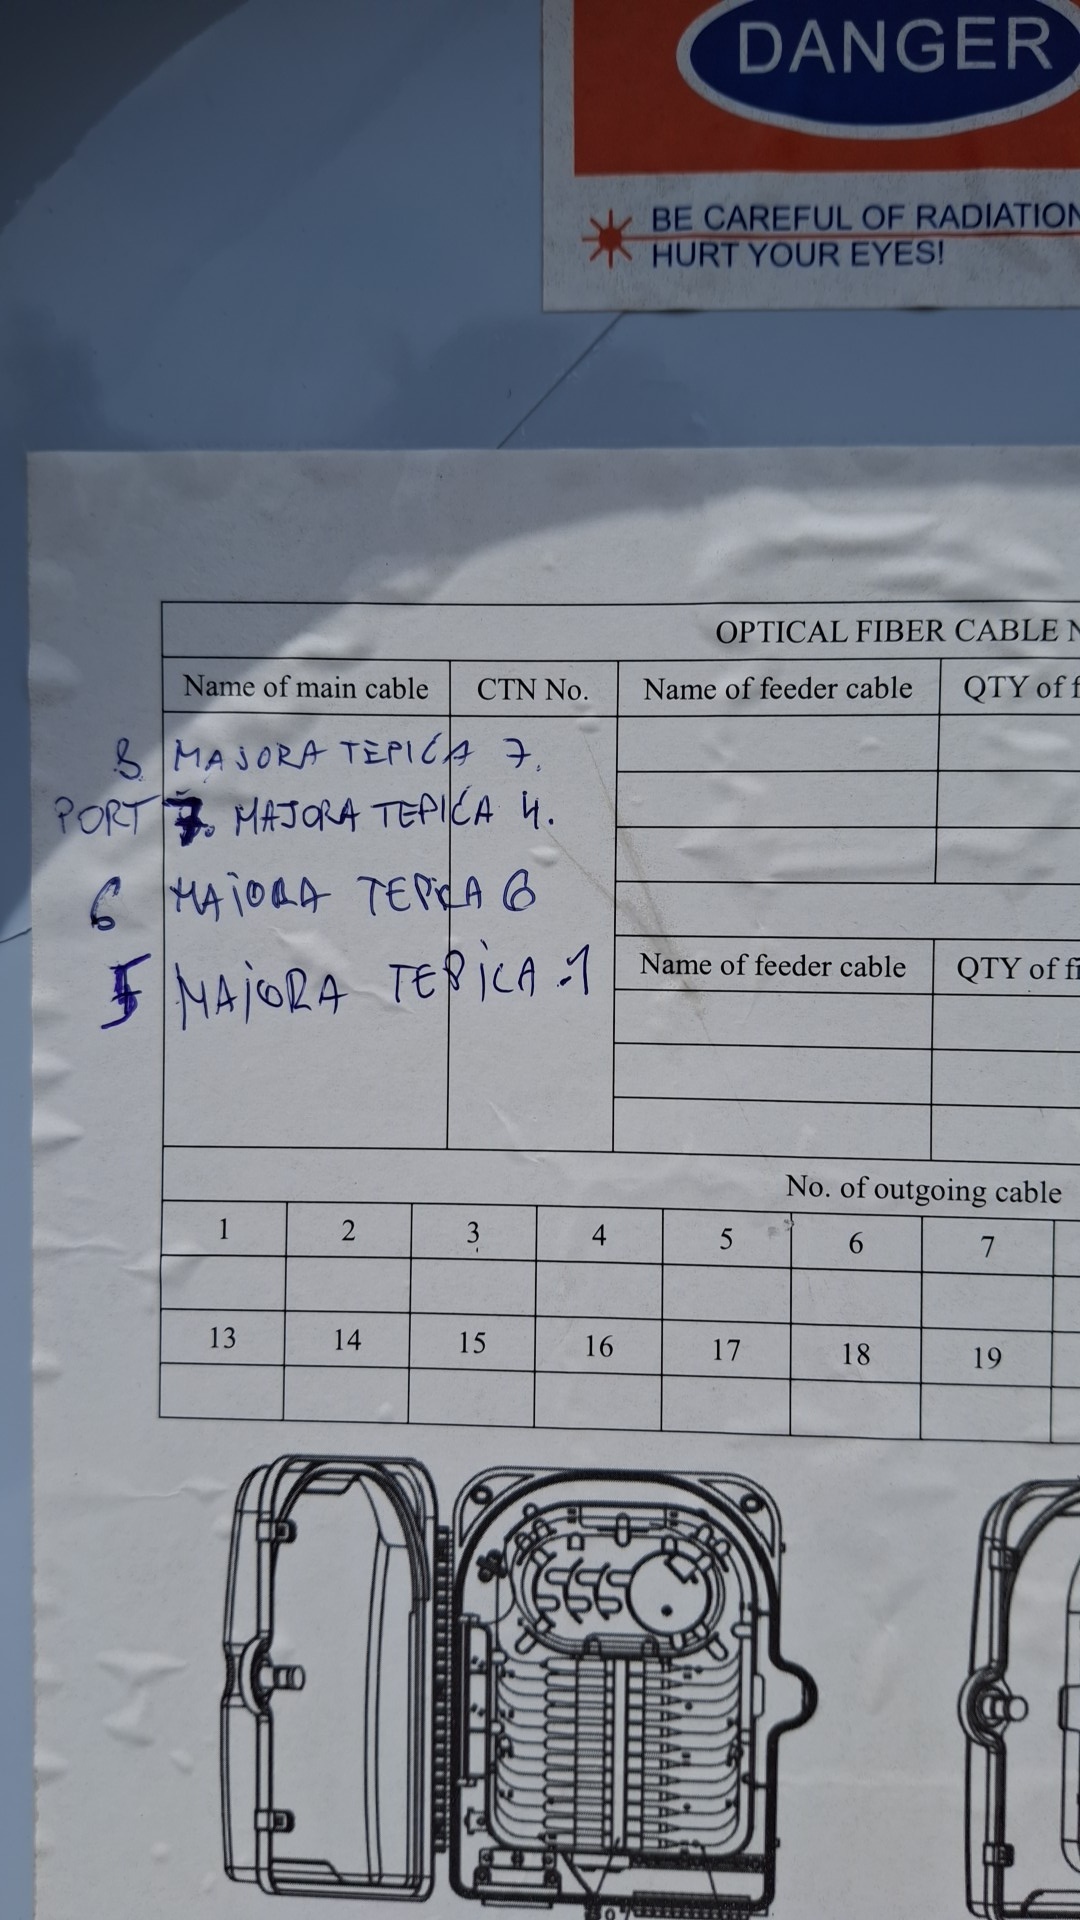 DANGER
BE CAREFUL OF RADIATION
HURT YOUR EYES!
OPTICAL FIBER CABLE
Name of main cable CTN No. Name of feeder cable QTY of
8 MAJORA TEPIĆA 7.
PORT 7. MAJORA TEPIĆA 4.
6 MAJORA TEPICA 6
5 MAJORA TEPICA 1
Name of feeder cable QTY of
No. of outgoing cable
1 2 3 4 5 6 7
13 14 15 16 17 18 19